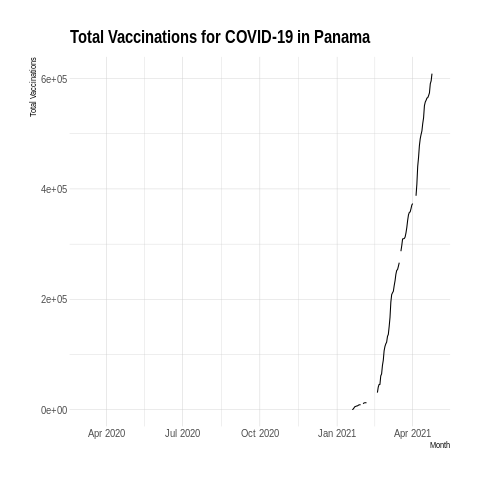 Total Vaccinations for COVID-19 in Panama
Total Vaccinations
6e+05
4e+05
2e+05
0e+00
Apr 2020 Jul 2020 Oct 2020 Jan 2021 Apr 2021
Month